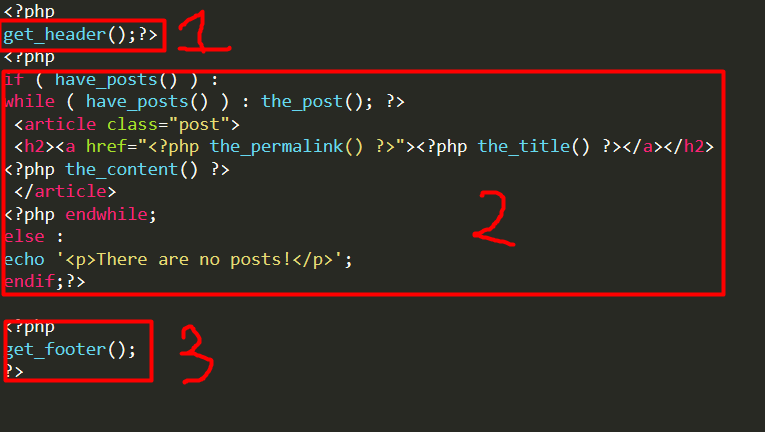 <?php
get_header();?> 1
<?php
if ( have_posts() ) :
while ( have_posts() ) : the_post(); ?>
<article class="post">
<h2><a href="<?php the_permalink() ?>"><?php the_title() ?></a></h2>
<?php the_content() ?>
</article>
<?php endwhile; 2
else :
echo '<p>There are no posts!</p>';
endif;?>
<?php
get_footer(); 3
?>